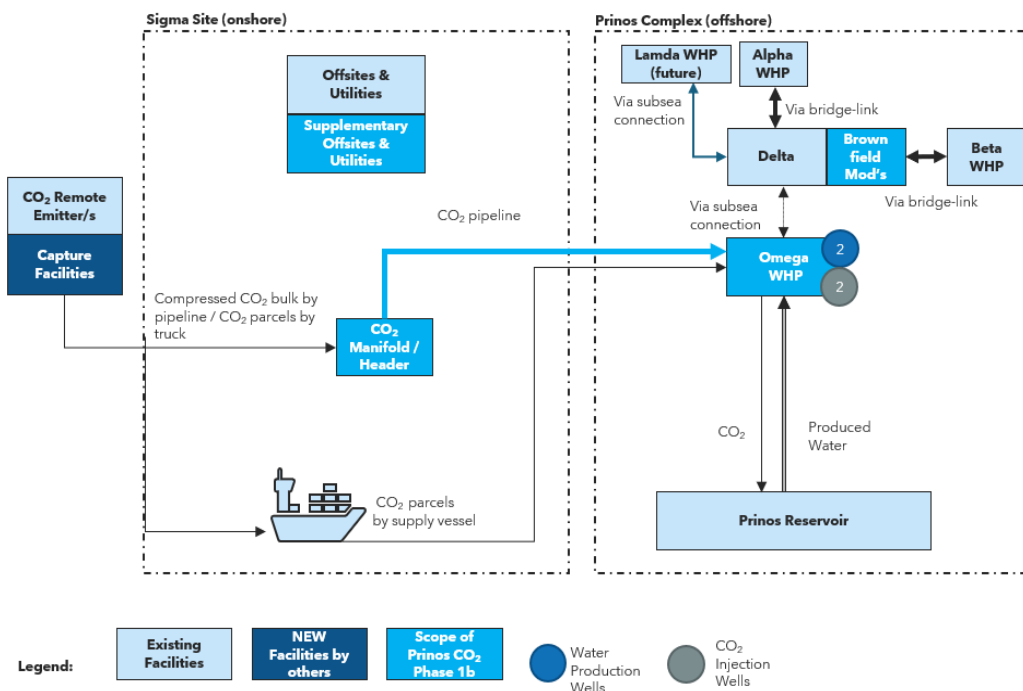 Sigma Site (onshore)
Prinos Complex (offshore)
Offsites &
Utilities
Supplementary
Offsites &
Utilities
Lamda WHP
(future)
Alpha
WHP
Via subsea
connection
Via bridge-link
Delta
Brown
field
Mod's
Beta
WHP
Via bridge-link
CO₂ Remote
Emitter/s
Capture
Facilities
CO₂ pipeline
Via subsea
connection
Omega
WHP
2
2
Compressed CO₂ bulk by
pipeline / CO₂ parcels by
truck
CO₂
Manifold /
Header
CO₂
Produced
Water
CO₂ parcels
by supply vessel
Prinos Reservoir
Legend:
Existing
Facilities
NEW
Facilities by
others
Scope of
Prinos CO₂
Phase 1b
Water
Production
Wells
CO₂
Injection
Wells